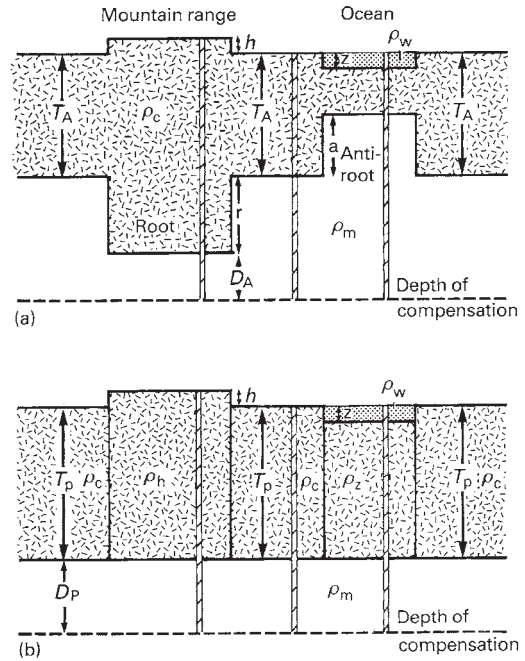 Mountain range
Ocean
h
ρw
z
TA
ρc
TA
TA
a
Anti-
root
Root
r
ρm
DA
Depth of
compensation
(a)
h
ρw
z
Tp ρc
ρh
Tp
ρc
ρz
Tp ρc
DP
ρm
Depth of
compensation
(b)